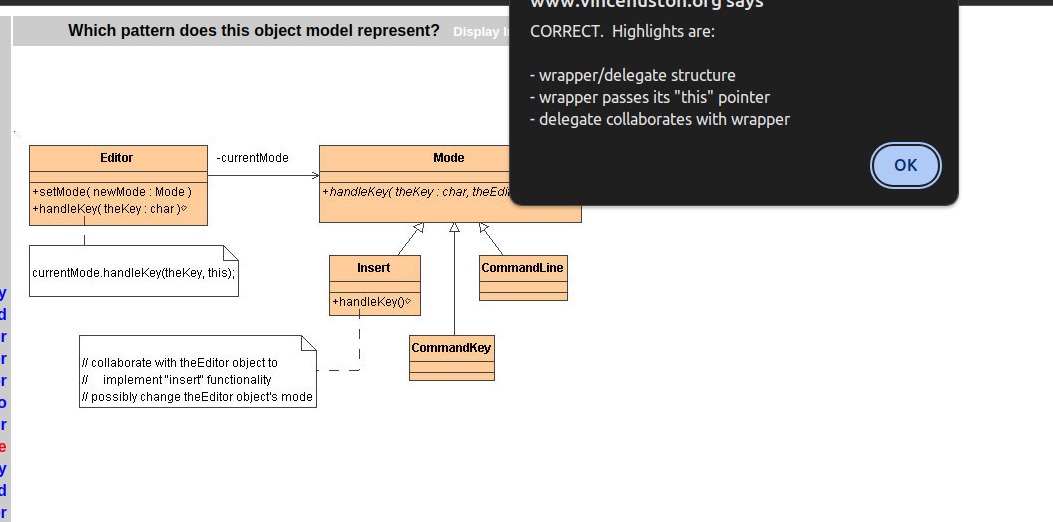 www.vincehuston.org says
Which pattern does this object model represent? Display
CORRECT. Highlights are:
- wrapper/delegate structure
- wrapper passes its "this" pointer
- delegate collaborates with wrapper
OK
Editor
-currentMode
Mode
+setMode( newMode : Mode )
+handleKey( theKey : char )
+handleKey( theKey : char, theEdi
currentMode.handleKey(theKey, this);
Insert
+handleKey()
CommandLine
CommandKey
// collaborate with theEditor object to
// implement "insert" functionality
// possibly change theEditor object's mode
y
d
r
r
r
o
r
e
y
d
r